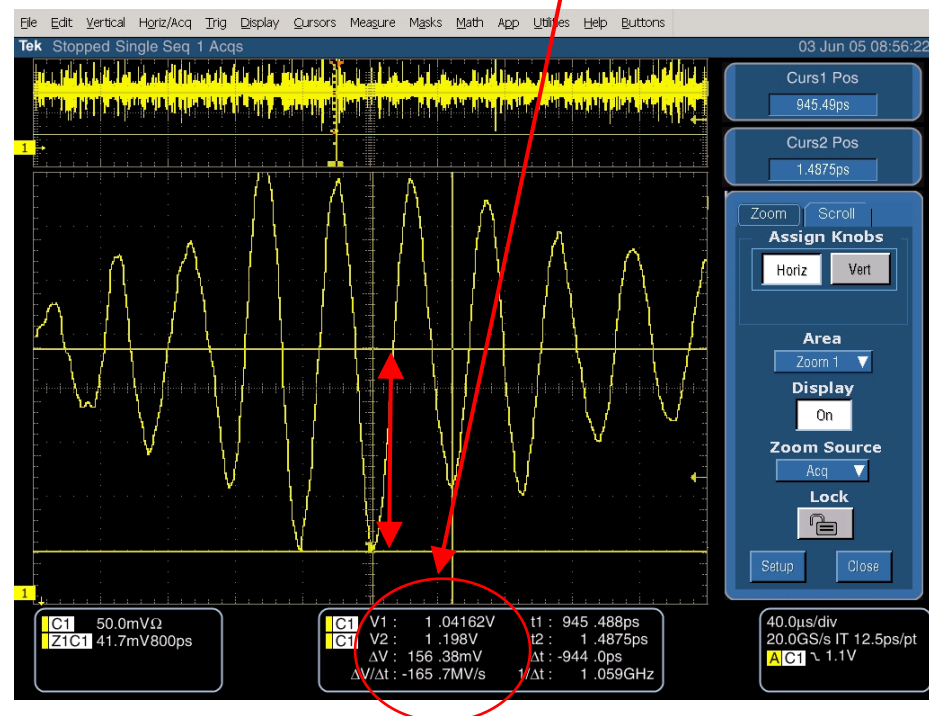 File Edit Vertical Horiz/Acq Trig Display Cursors Measure Masks Math App Utilities Help Buttons
Tek Stopped Single Seq 1 Acqs 03 Jun 05 08:56:22
Curs1 Pos
945.49ps
Curs2 Pos
1.4875ps
1
Zoom Scroll
Assign Knobs
Horiz Vert
Area
Zoom 1
Display
On
Zoom Source
Acq
Lock
Setup Close
1
C1 50.0mVΩ
Z1C1 41.7mV800ps
C1 V1 : 1 .04162V t1 : 945 .488ps
C1 V2 : 1 .198V t2 : 1 .4875ps
ΔV : 156 .38mV Δt : -944 .0ps
ΔV/Δt : -165 .7MV/s 1/Δt : 1 .059GHz
40.0µs/div
20.0GS/s IT 12.5ps/pt
A C1 1.1V